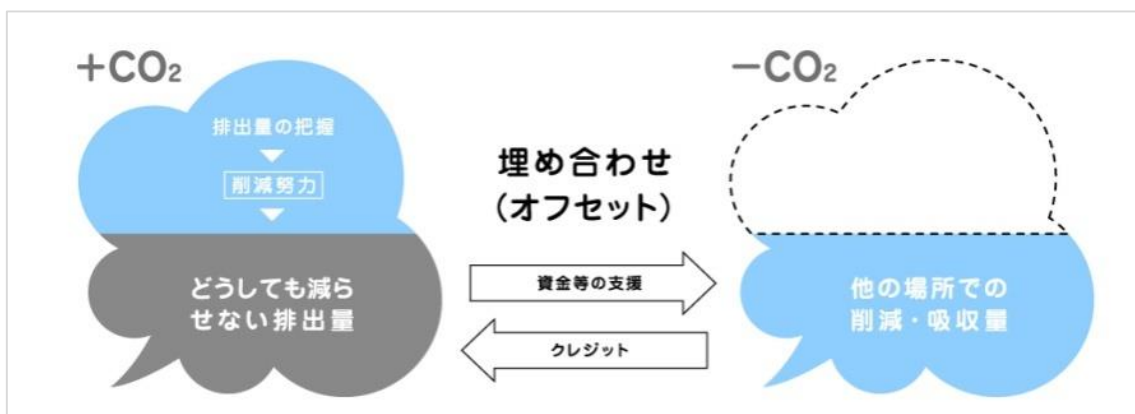 +CO₂
排出量の把握
削減努力
どうしても減ら
せない排出量
埋め合わせ
（オフセット）
資金等の支援
クレジット
−CO₂
他の場所での
削減・吸収量